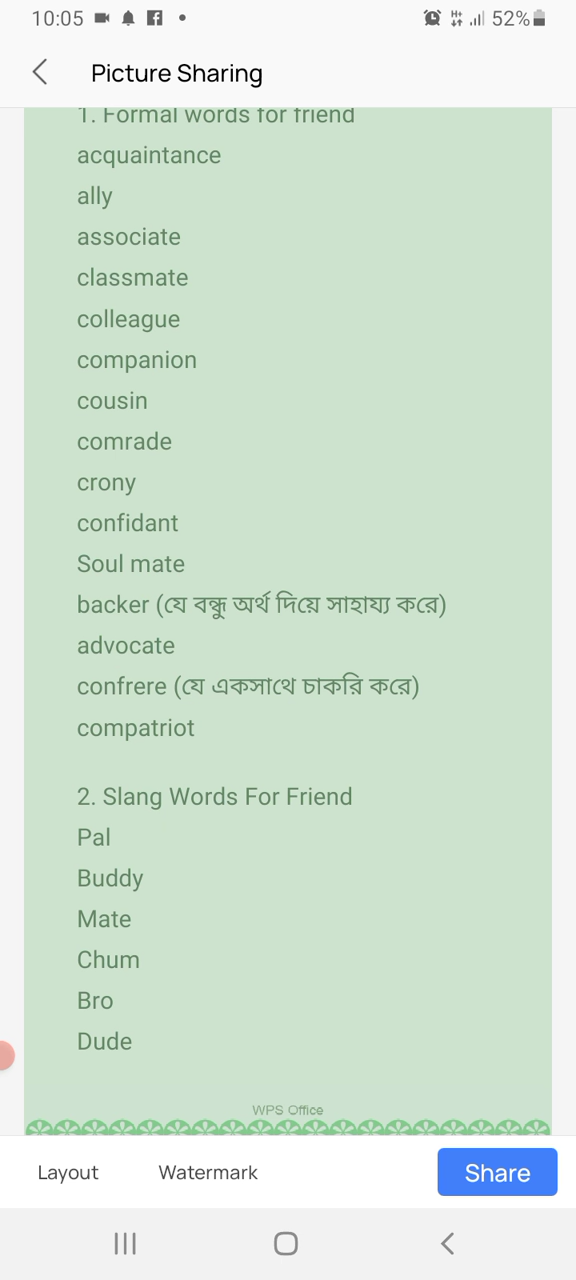 10:05 52%
Picture Sharing
1. Formal words for friend
acquaintance
ally
associate
classmate
colleague
companion
cousin
comrade
crony
confidant
Soul mate
backer (যে বন্ধু অর্থ দিয়ে সাহায্য করে)
advocate
confrere (যে একসাথে চাকরি করে)
compatriot
2. Slang Words For Friend
Pal
Buddy
Mate
Chum
Bro
Dude
WPS Office
Layout Watermark Share